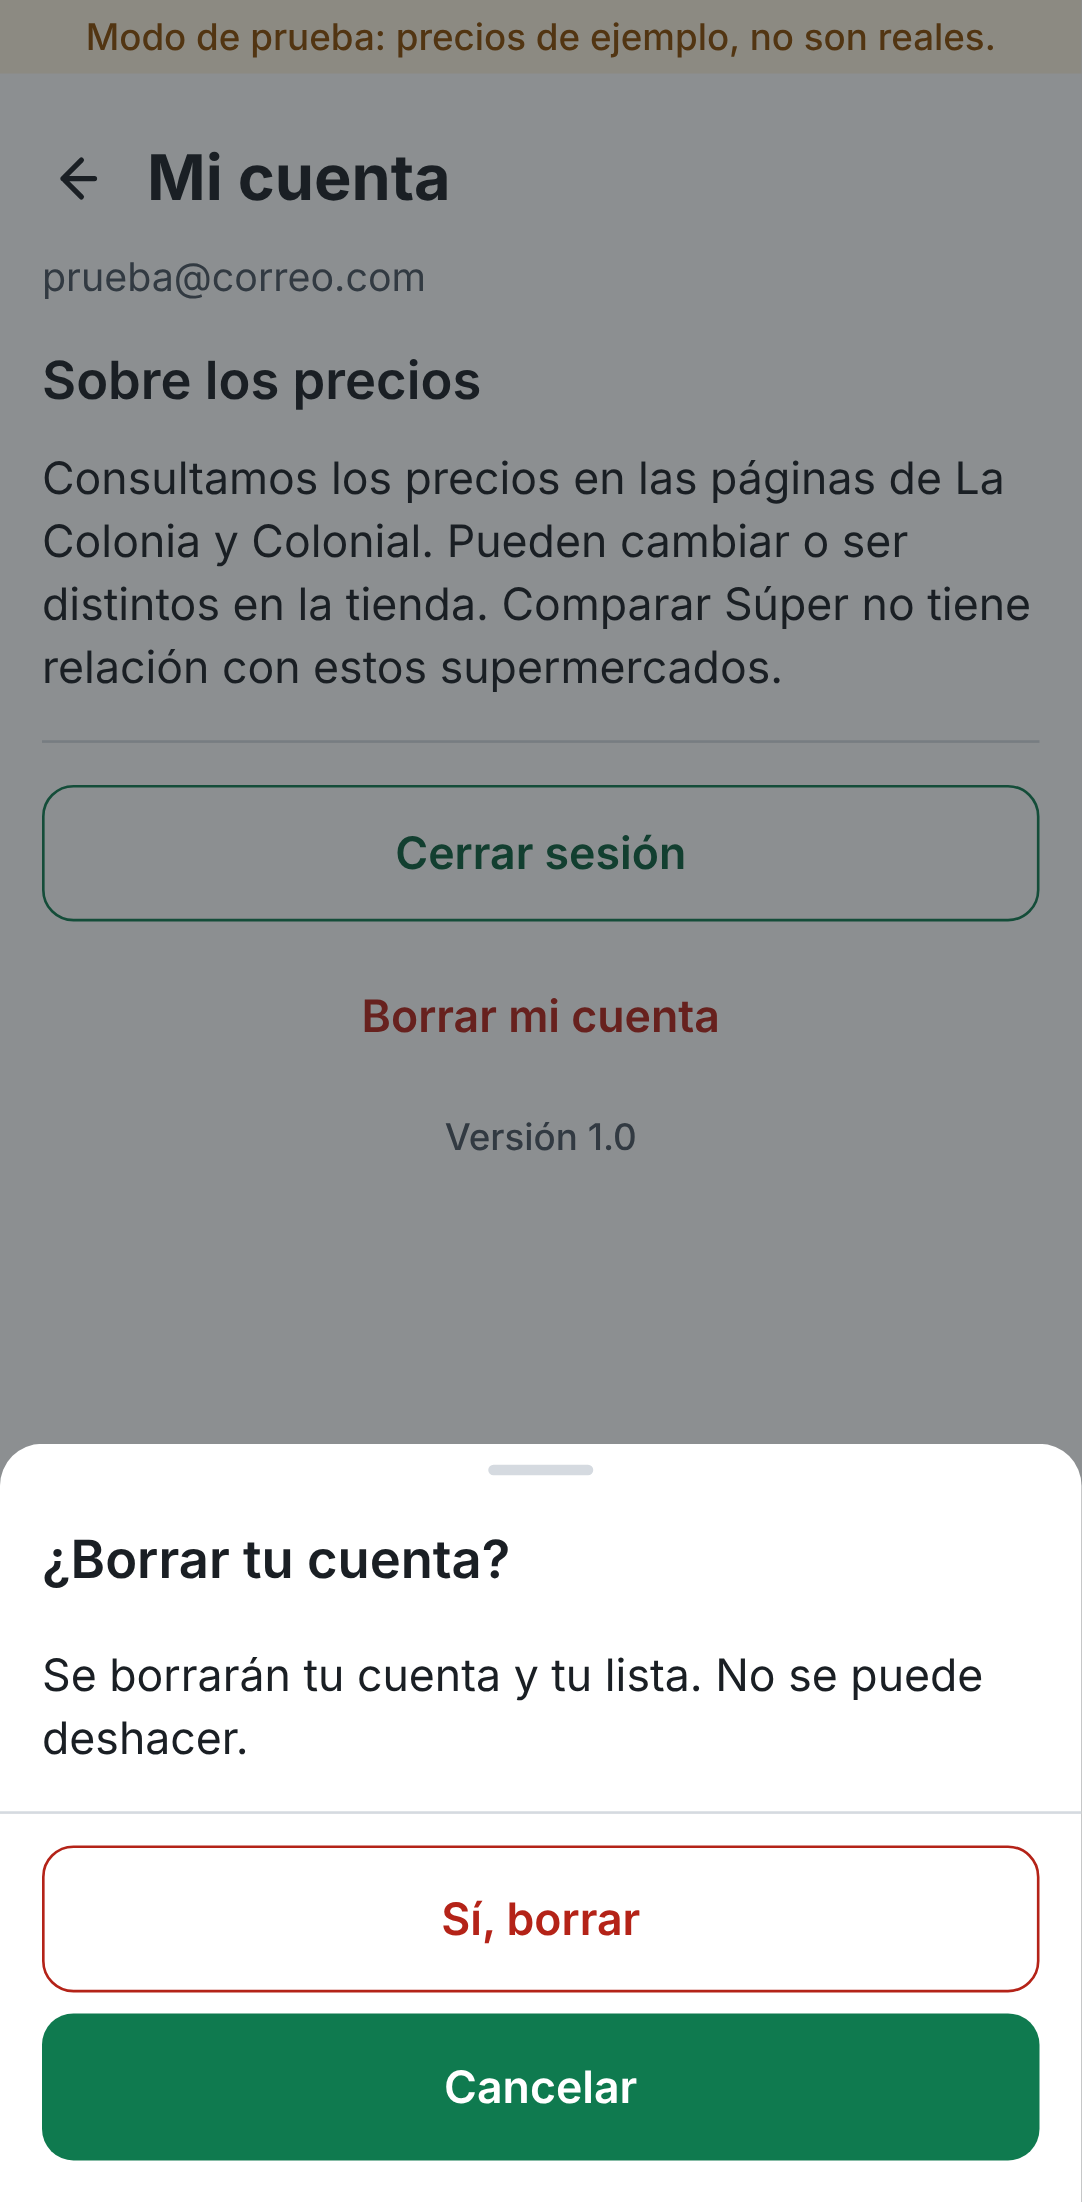 Modo de prueba: precios de ejemplo, no son reales.
Mi cuenta
prueba@correo.com
Sobre los precios
Consultamos los precios en las páginas de La
Colonia y Colonial. Pueden cambiar o ser
distintos en la tienda. Comparar Súper no tiene
relación con estos supermercados.
Cerrar sesión
Borrar mi cuenta
Versión 1.0
¿Borrar tu cuenta?
Se borrarán tu cuenta y tu lista. No se puede
deshacer.
Sí, borrar
Cancelar